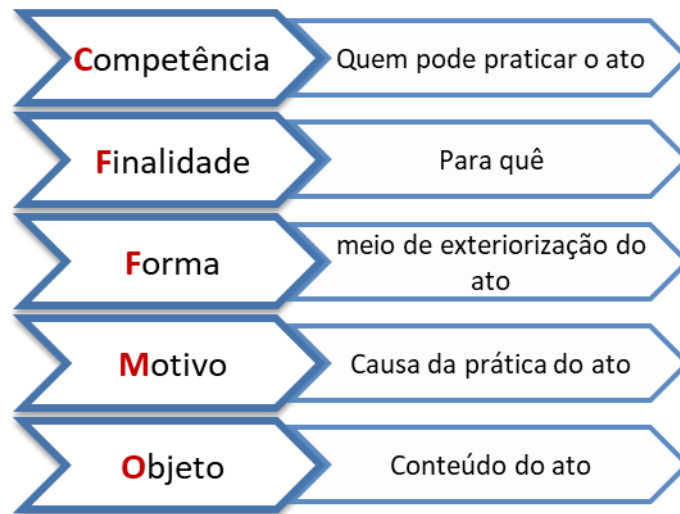 Competência
Quem pode praticar o ato
Finalidade
Para quê
Forma
meio de exteriorização do
ato
Motivo
Causa da prática do ato
Objeto
Conteúdo do ato